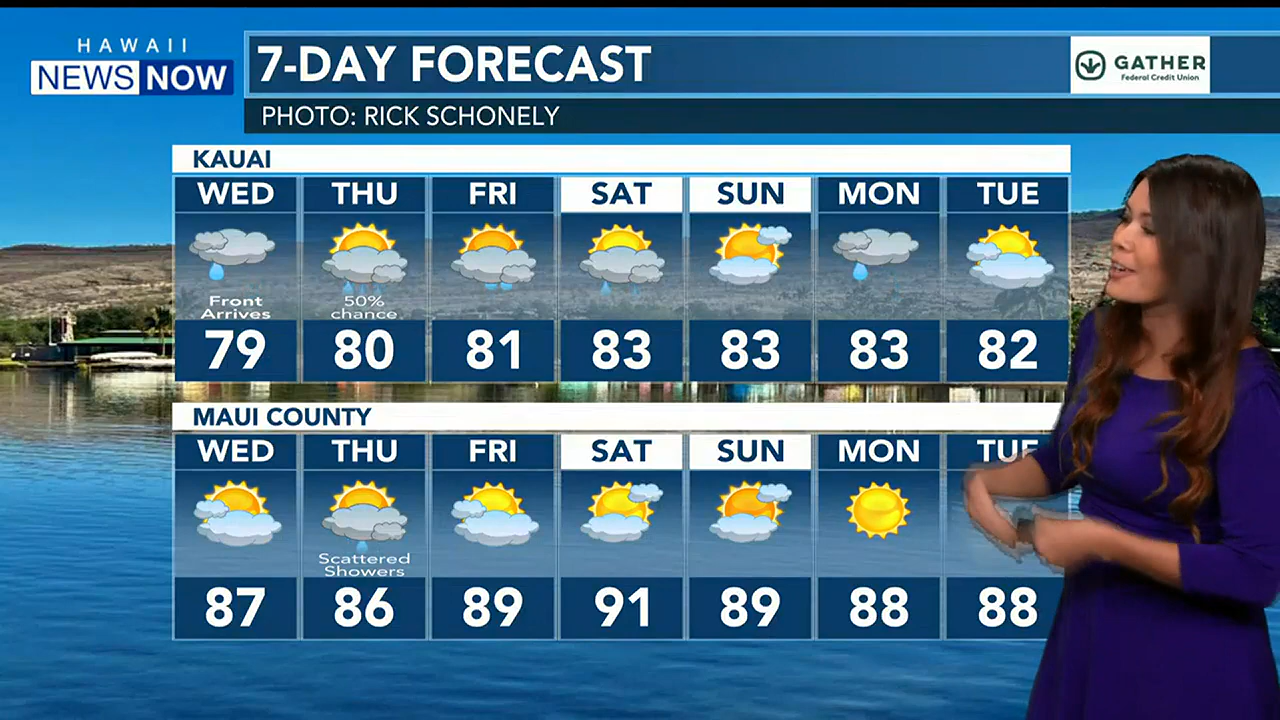 HAWAII
NEWS NOW
7-DAY FORECAST
GATHER
Federal Credit Union
PHOTO: RICK SCHONELY
KAUAI
WED THU FRI SAT SUN MON TUE
Front Arrives
50% chance
79 80 81 83 83 83 82
MAUI COUNTY
WED THU FRI SAT SUN MON TUE
Scattered Showers
87 86 89 91 89 88 88